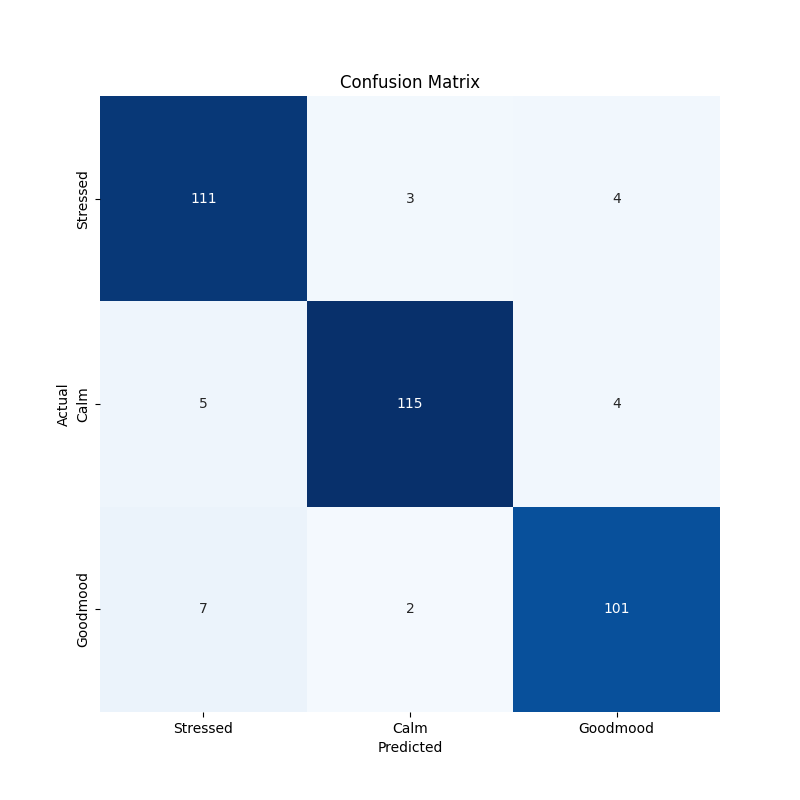 Confusion Matrix
Stressed
111
3
4
Actual
Calm
5
115
4
Goodmood
7
2
101
Stressed
Calm
Goodmood
Predicted